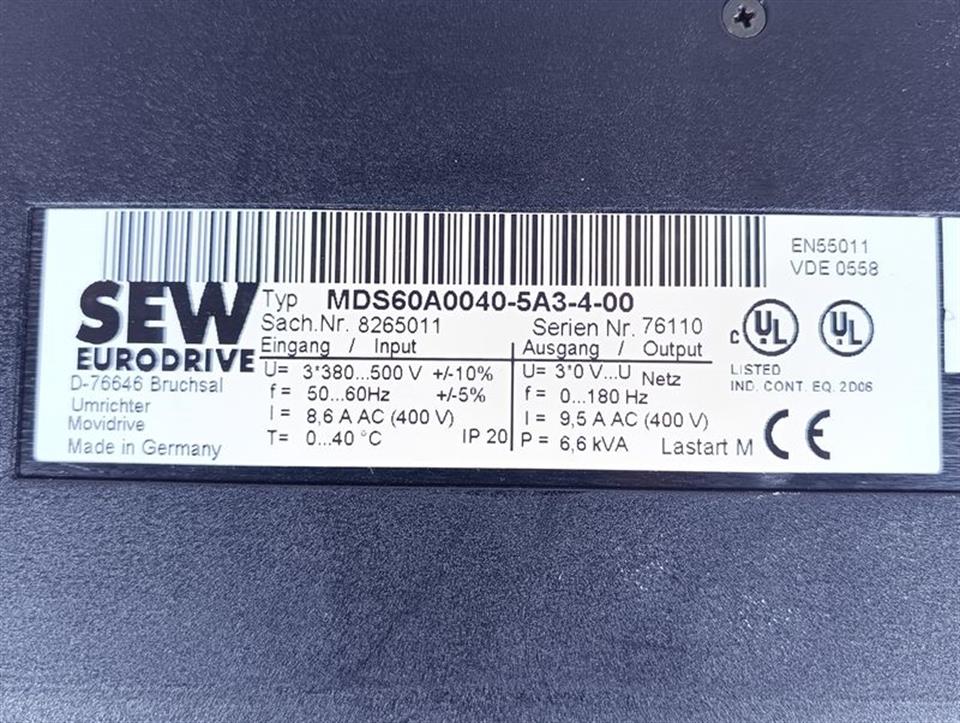 EN55011
VDE 0558
SEW
EURODRIVE
D-76646 Bruchsal
Umrichter
Movidrive
Made in Germany
Typ MDS60A0040-5A3-4-00
Sach.Nr. 8265011 Serien Nr. 76110
Eingang / Input
U= 3*380...500 V +/-10%
f = 50...60Hz +/-5%
I = 8,6 A AC (400 V)
T= 0...40 °C IP 20
Ausgang / Output
U= 3*0 V...U Netz
f = 0...180 Hz
I = 9,5 A AC (400 V)
P = 6,6 kVA Lastart M
C UL UL
LISTED
IND. CONT. EQ. 2D06
CE